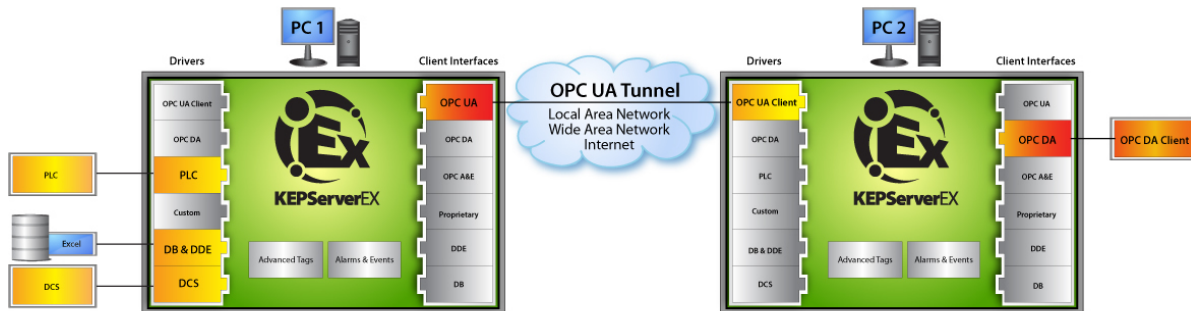 PC 1
Drivers
Client Interfaces
OPC UA Client
OPC DA
PLC
Custom
DB & DDE
DCS
PLC
Excel
DCS
Ex
KEPServerEX
Advanced Tags
Alarms & Events
OPC UA
OPC DA
OPC A&E
Proprietary
DDE
DB
OPC UA Tunnel
Local Area Network
Wide Area Network
Internet
PC 2
Drivers
Client Interfaces
OPC UA Client
OPC DA
PLC
Custom
DB & DDE
DCS
Ex
KEPServerEX
Advanced Tags
Alarms & Events
OPC UA
OPC DA
OPC A&E
Proprietary
DDE
DB
OPC DA Client